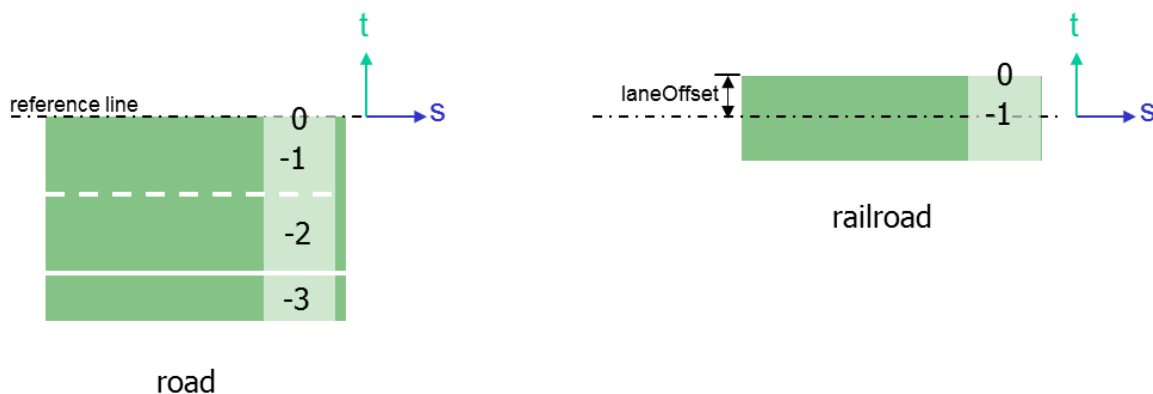 t
reference line
s
0
-1
-2
-3
road
t
laneOffset
0
-1
s
railroad